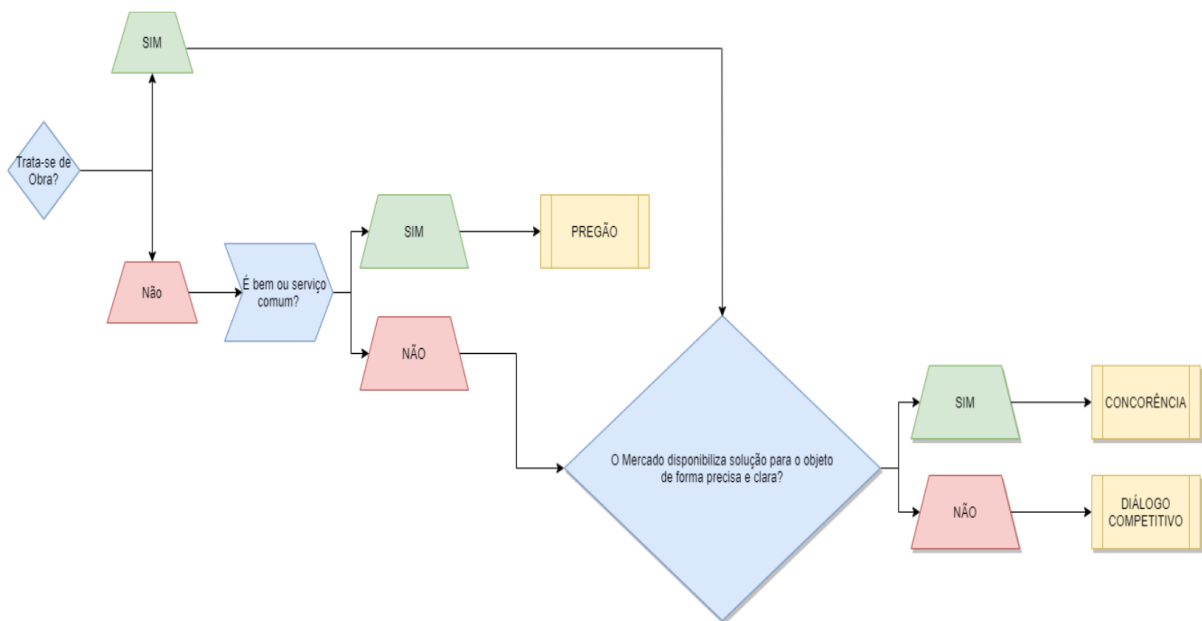 SIM
Trata-se de
Obra?
Não
É bem ou serviço
comum?
SIM
PREGÃO
NÃO
O Mercado disponibiliza solução para o objeto
de forma precisa e clara?
SIM
CONCORÊNCIA
NÃO
DIÁLOGO
COMPETITIVO